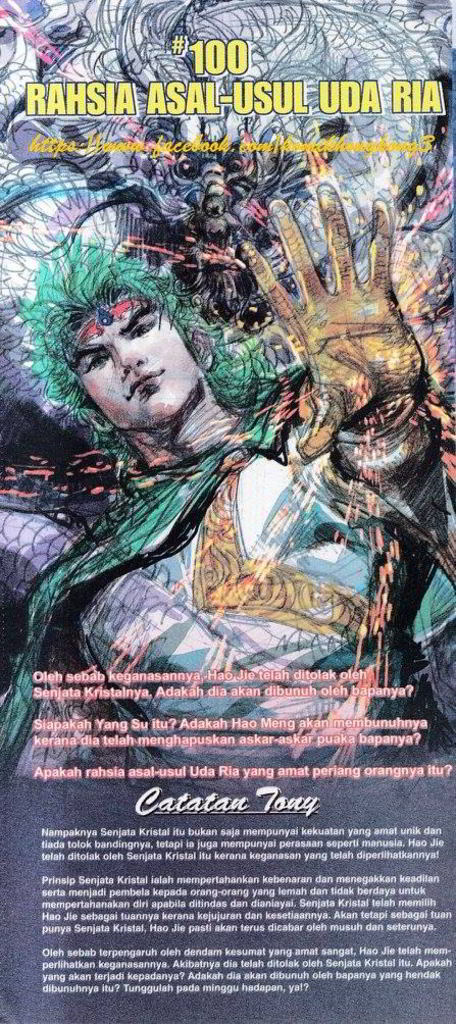 #100
RAHSIA ASAL-USUL UDA RIA
https://www.facebook.com/komikhongkong3
Oleh sebab keganasannya, Hao Jie telah ditolak oleh
Senjata Kristalnya. Adakah dia akan dibunuh oleh bapanya?
Siapakah Yang Su itu? Adakah Hao Meng akan membunuhnya
kerana dia telah menghapuskan askar-askar puaka bapanya?
Apakah rahsia asal-usul Uda Ria yang amat periang orangnya itu?
Catatan Tony
Nampaknya Senjata Kristal itu bukan saja mempunyai kekuatan yang amat unik dan
tiada tolok bandingnya, tetapi ia juga mempunyai perasaan seperti manusia. Hao Jie
telah ditolak oleh Senjata Kristal itu kerana keganasan yang telah diperlihatkannya!
Prinsip Senjata Kristal ialah mempertahankan kebenaran dan menegakkan keadilan
serta menjadi pembela kepada orang-orang yang lemah dan tidak berdaya untuk
mempertahanakan diri apabila ditindas dan dianiayai. Senjata Kristal telah memilih
Hao Jie sebagai tuannya kerana kejujuran dan kesetiaannya. Akan tetapi sebagai tuan
punya Senjata Kristal, Hao Jie pasti akan terus dicabar oleh musuh dan seterunya.
Oleh sebab terpengaruh oleh dendam kesumat yang amat sangat, Hao Jie telah mem-
perlihatkan keganasannya. Akibatnya dia telah ditolak oleh Senjata Kristal itu. Apakah
yang akan terjadi kepadanya? Adakah dia akan dibunuh oleh bapanya yang hendak
dibunuhnya itu? Tunggulah pada minggu hadapan, ya!?